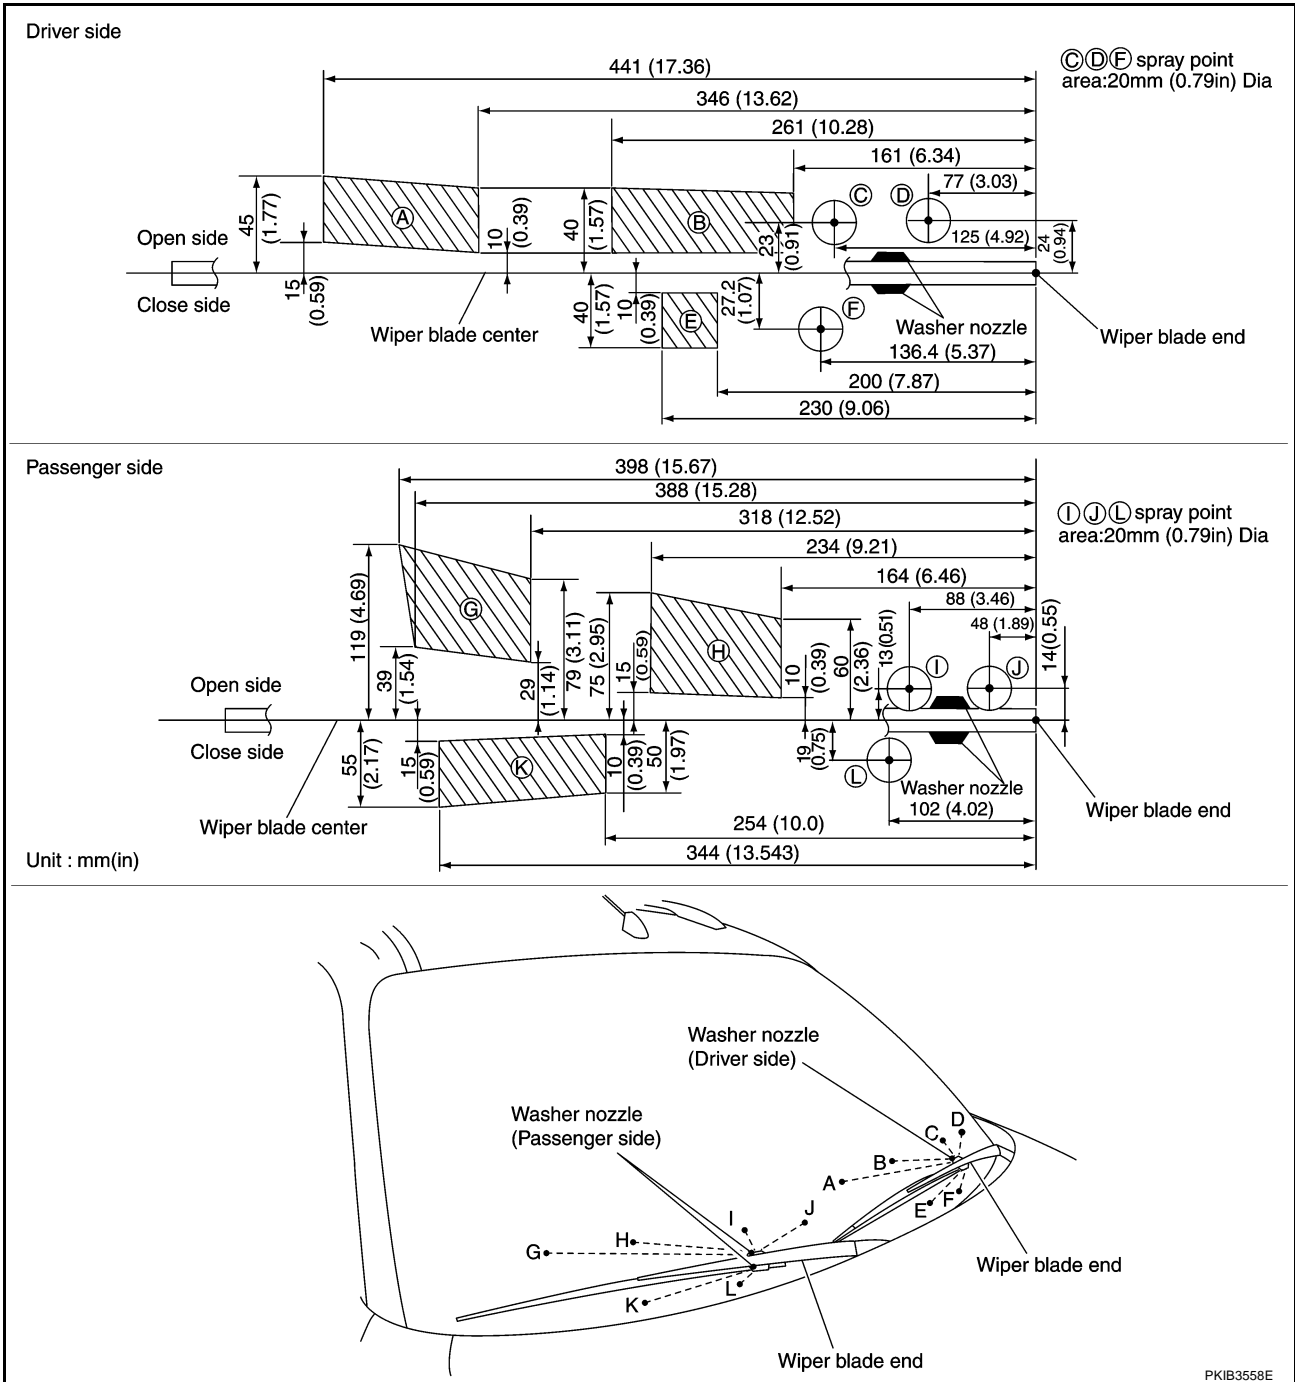 Driver side
441 (17.36)
346 (13.62)
261 (10.28)
161 (6.34)
77 (3.03)
Ⓒ Ⓓ Ⓕ spray point
area:20mm (0.79in) Dia
A
B
C
D
45
(1.77)
10
(0.39)
40
(1.57)
23
(0.91)
125 (4.92)
24
(0.94)
Open side
Close side
15
(0.59)
Wiper blade center
40
(1.57)
10
(0.39)
E
27.2
(1.07)
F
Washer nozzle
Wiper blade end
136.4 (5.37)
200 (7.87)
230 (9.06)
Passenger side
398 (15.67)
388 (15.28)
318 (12.52)
234 (9.21)
164 (6.46)
88 (3.46)
48 (1.89)
Ⓘ Ⓙ Ⓛ spray point
area:20mm (0.79in) Dia
119 (4.69)
G
39
(1.54)
29
(1.14)
79 (3.11)
75 (2.95)
15
(0.59)
H
10
(0.39)
60
(2.36)
13 (0.51)
I
J
14(0.55)
Open side
Close side
55
(2.17)
15
(0.59)
K
10
(0.39)
50
(1.97)
19
(0.75)
L
Washer nozzle
102 (4.02)
Wiper blade end
Wiper blade center
254 (10.0)
344 (13.543)
Unit : mm(in)
Washer nozzle
(Driver side)
Washer nozzle
(Passenger side)
D
C
B
A
E
F
I
J
H
G
L
K
Wiper blade end
Wiper blade end
PKIB3558E